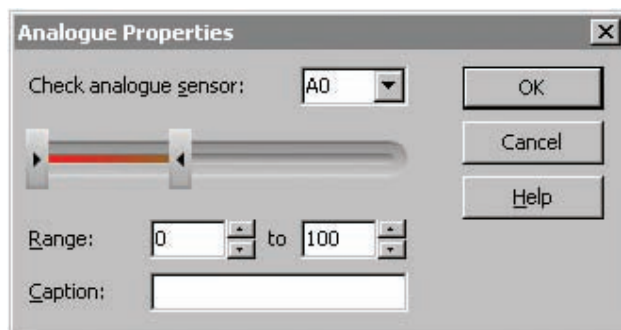 Analogue Properties
Check analogue sensor: A0
OK
Cancel
Help
Range: 0 to 100
Caption: